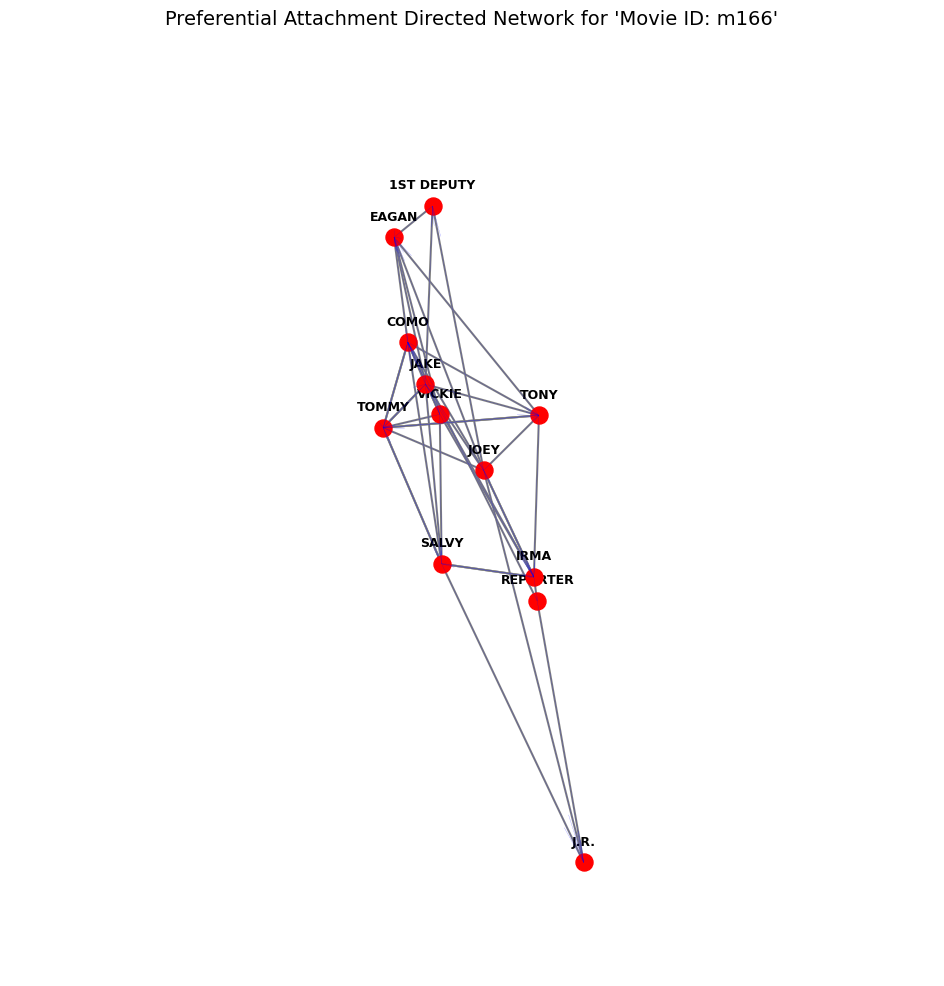 Preferential Attachment Directed Network for 'Movie ID: m166'
1ST DEPUTY
EAGAN
COMO
JAKE
VICKIE
TONY
TOMMY
JOEY
SALVY
IRMA
REPORTER
J.R.